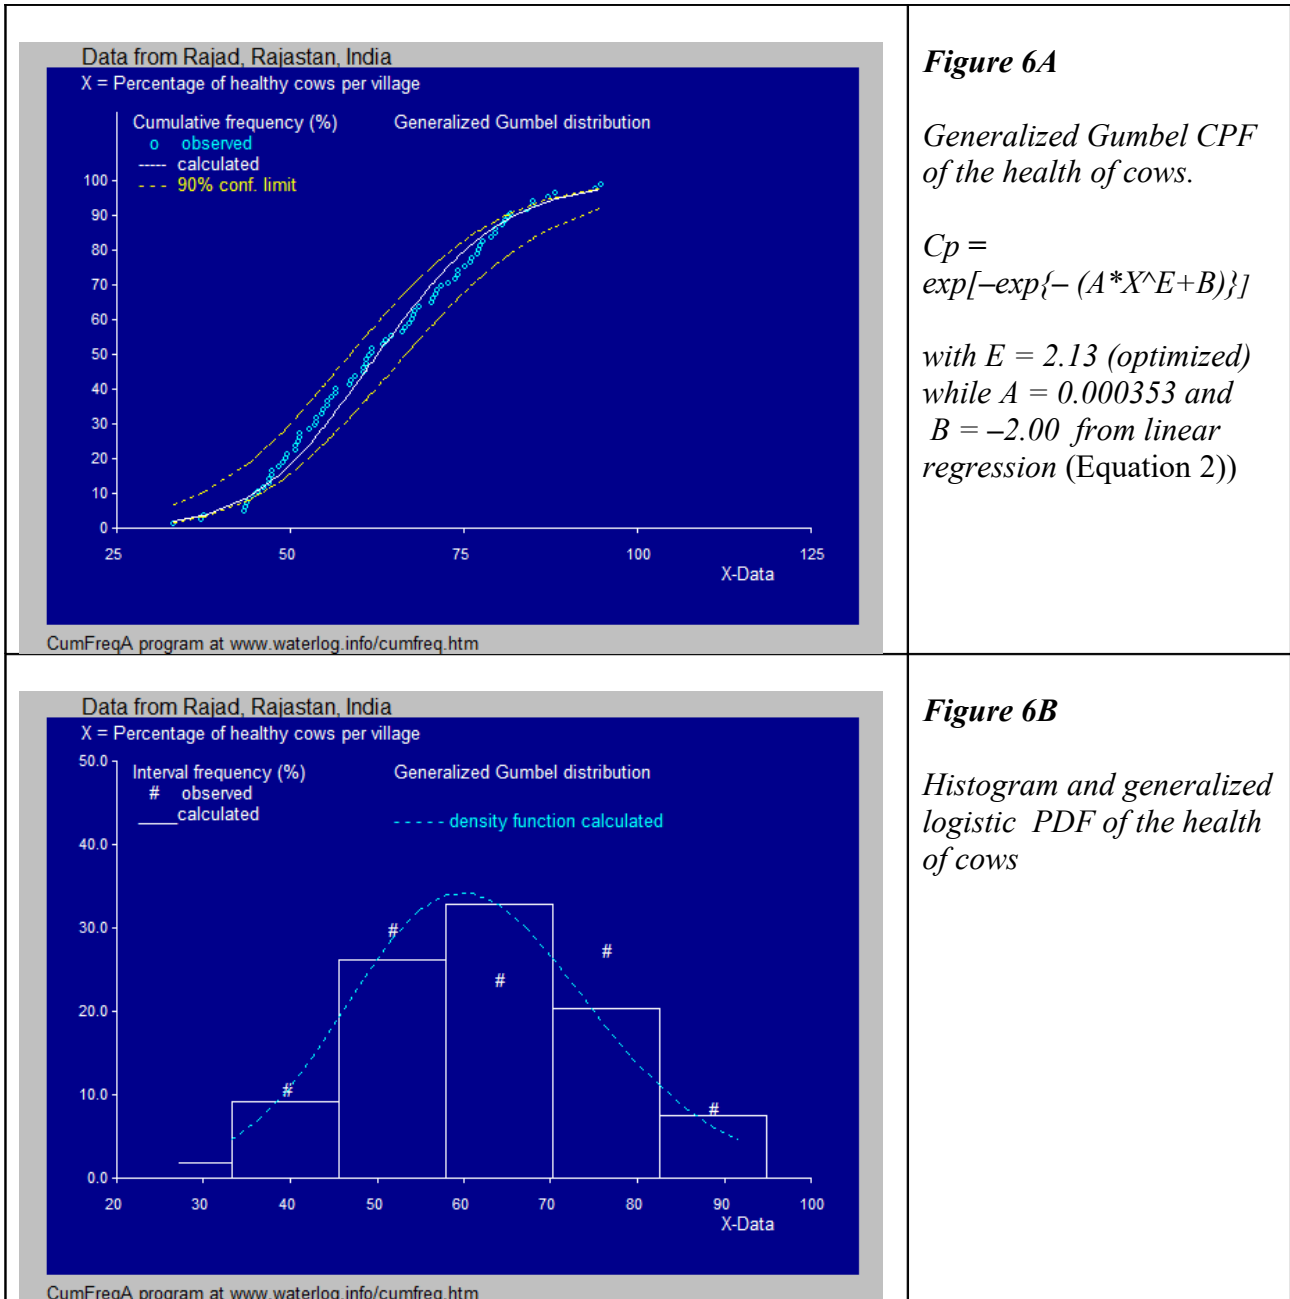 Data from Rajad, Rajastan, India
X = Percentage of healthy cows per village
Cumulative frequency (%)
Generalized Gumbel distribution
o observed
----- calculated
- - - 90% conf. limit
100
90
80
70
60
50
40
30
20
10
0
25 50 75 100 125
X-Data
CumFreqA program at www.waterlog.info/cumfreq.htm
Figure 6A
Generalized Gumbel CPF
of the health of cows.
Cp =
exp[–exp{– (A*X^E+B)}]
with E = 2.13 (optimized)
while A = 0.000353 and
B = –2.00 from linear
regression (Equation 2))
Data from Rajad, Rajastan, India
X = Percentage of healthy cows per village
50.0
Interval frequency (%)
Generalized Gumbel distribution
# observed
____calculated
- - - - - density function calculated
40.0
30.0
20.0
10.0
0.0
# # # # #
20 30 40 50 60 70 80 90 100
X-Data
CumFreqA program at www.waterlog.info/cumfreq.htm
Figure 6B
Histogram and generalized
logistic PDF of the health
of cows